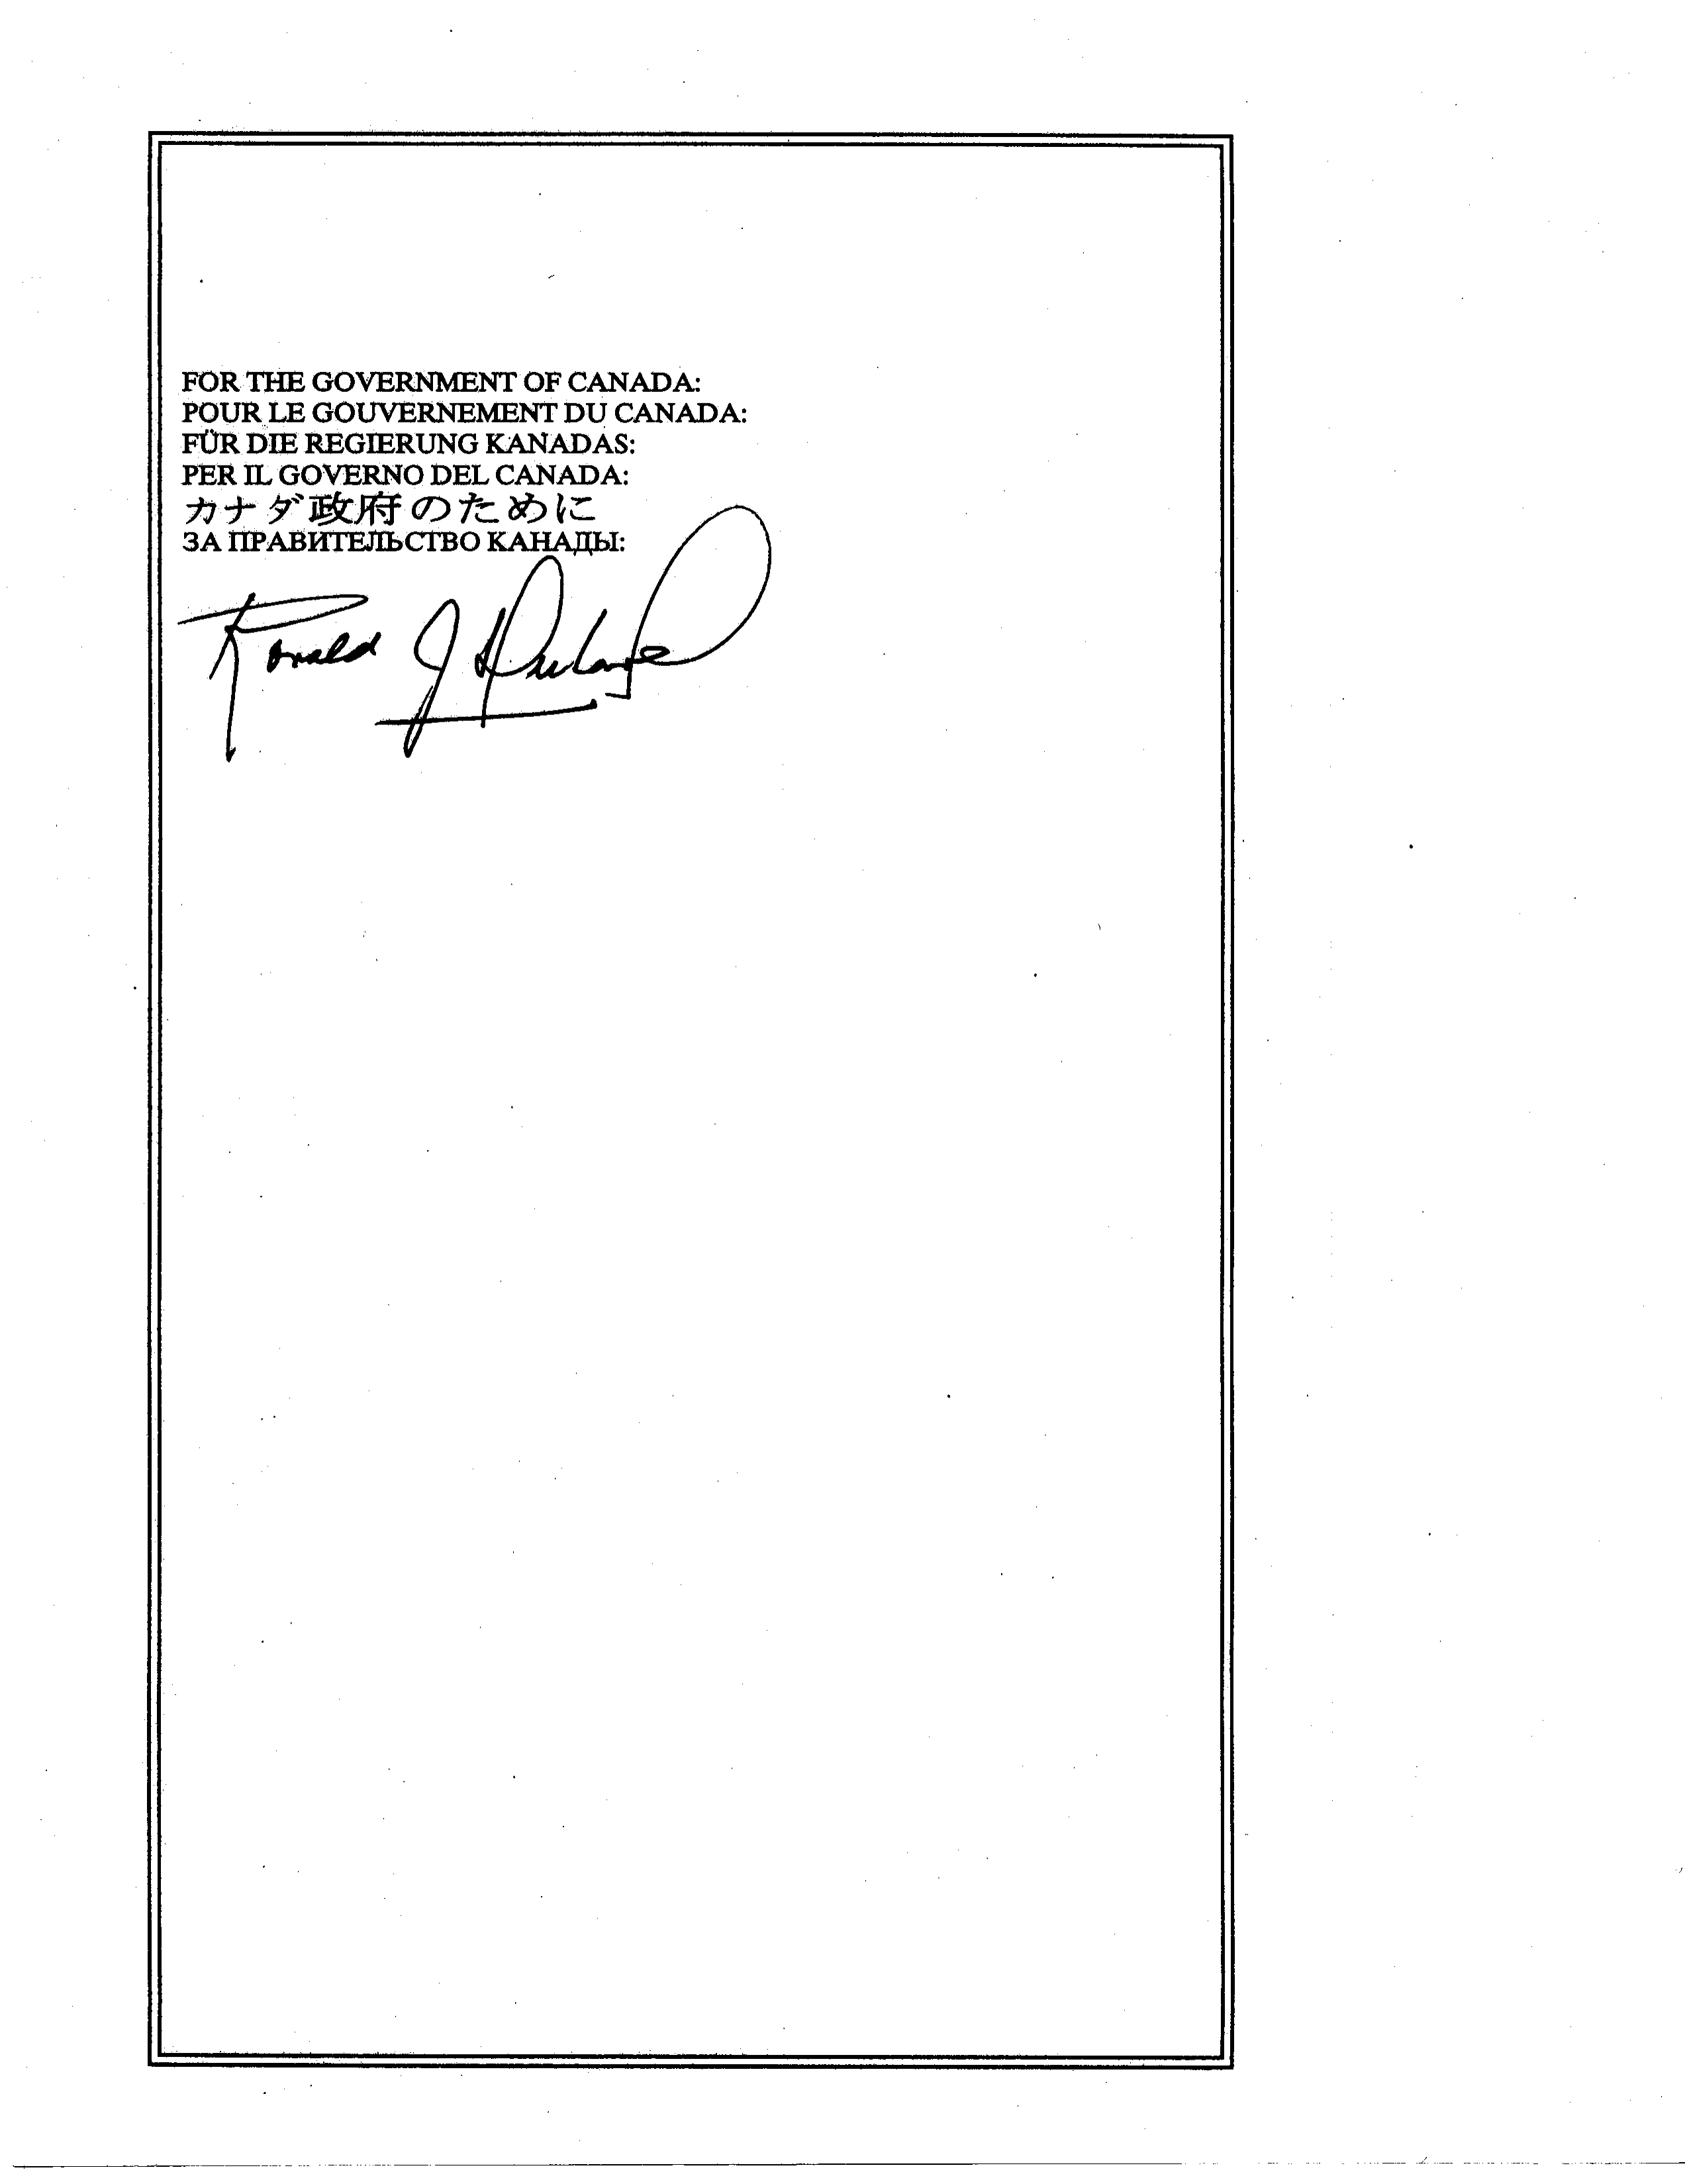 FOR THE GOVERNMENT OF CANADA:
POUR LE GOUVERNEMENT DU CANADA:
FÜR DIE REGIERUNG KANADAS:
PER IL GOVERNO DEL CANADA:
カナダ政府のために
ЗА ПРАВИТЕЛЬСТВО КАНАДЫ:
Ronald J